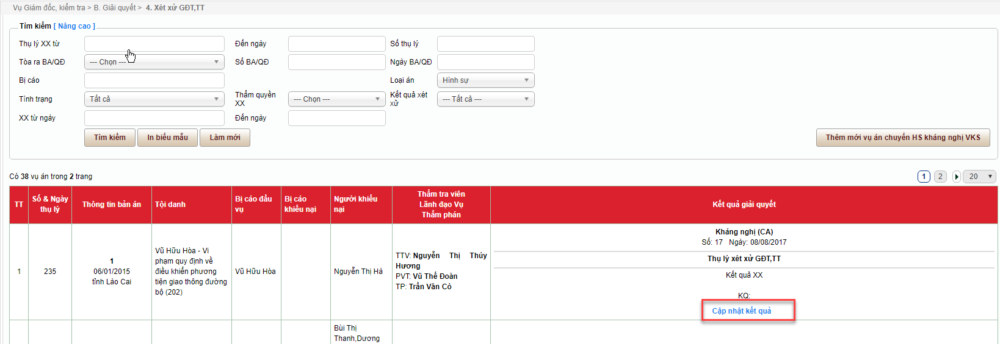 Vụ Giám đốc, kiểm tra > B. Giải quyết > 4. Xét xử GĐT,TT
Tìm kiếm [ Nâng cao ]
Thụ lý XX từ Đến ngày Số thụ lý
Tòa ra BA/QĐ --- Chọn --- Số BA/QĐ Ngày BA/QĐ
Bị cáo Loại án Hình sự
Tình trạng Tất cả Thẩm quyền XX --- Chọn --- Kết quả xét xử --- Tất cả ---
XX từ ngày Đến ngày
Tìm kiếm In biểu mẫu Làm mới Thêm mới vụ án chuyển HS kháng nghị VKS
Có 38 vụ án trong 2 trang 1 2 20
TT
Số & Ngày
thụ lý
Thông tin bản án
Tội danh
Bị cáo đầu
vụ
Bị cáo
khiếu nại
Người khiếu
nại
Thẩm tra viên
Lãnh đạo Vụ
Thẩm phán
Kết quả giải quyết
1
235
1
06/01/2015
tỉnh Lào Cai
Vũ Hữu Hòa - Vi
phạm quy định về
điều khiển phương
tiện giao thông đường
bộ (202)
Vũ Hữu Hòa
Nguyễn Thị Hà
TTV: Nguyễn Thị Thúy
Hương
PVT: Vũ Thế Đoàn
TP: Trần Văn Cò
Kháng nghị (CA)
Số: 17 Ngày: 08/08/2017
Thụ lý xét xử GĐT,TT
Kết quả XX
KQ:
Cập nhật kết quả
Bùi Thị
Thanh,Dương